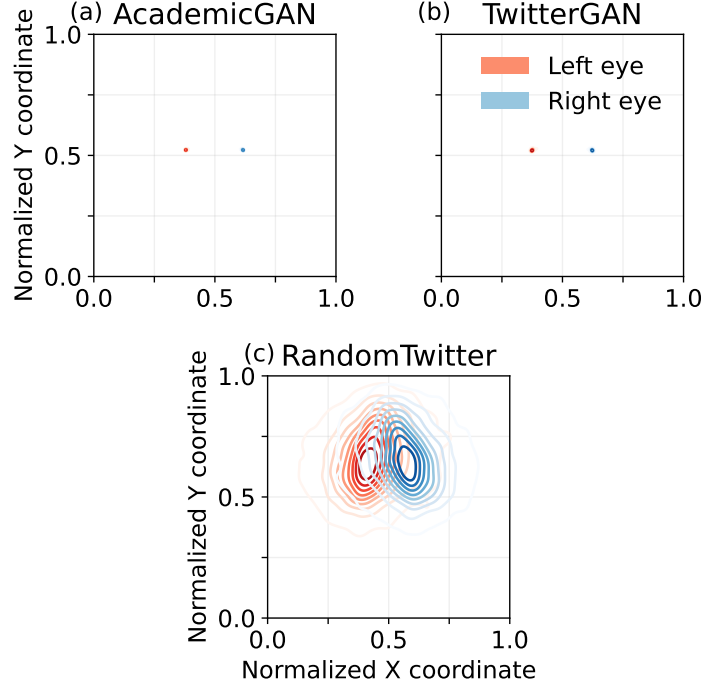 (a) AcademicGAN
(b) TwitterGAN
Normalized Y coordinate
1.0
0.5
0.0
0.0 0.5 1.0
Left eye
Right eye
0.0 0.5 1.0
(c) RandomTwitter
Normalized Y coordinate
1.0
0.5
0.0
0.0 0.5 1.0
Normalized X coordinate